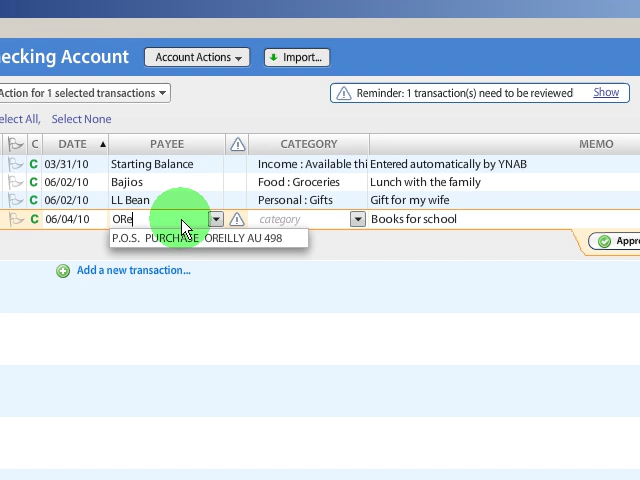 ecking Account
Account Actions
Import...
Action for 1 selected transactions
Reminder: 1 transaction(s) need to be reviewed
Show
elect All,
Select None
C
DATE
PAYEE
CATEGORY
MEMO
C 03/31/10 Starting Balance Income : Available thi Entered automatically by YNAB
C 06/02/10 Bajios Food : Groceries Lunch with the family
C 06/02/10 LL Bean Personal : Gifts Gift for my wife
C 06/04/10 ORe category Books for school
P.O.S. PURCHASE OREILLY AU 498
Appro
Add a new transaction...